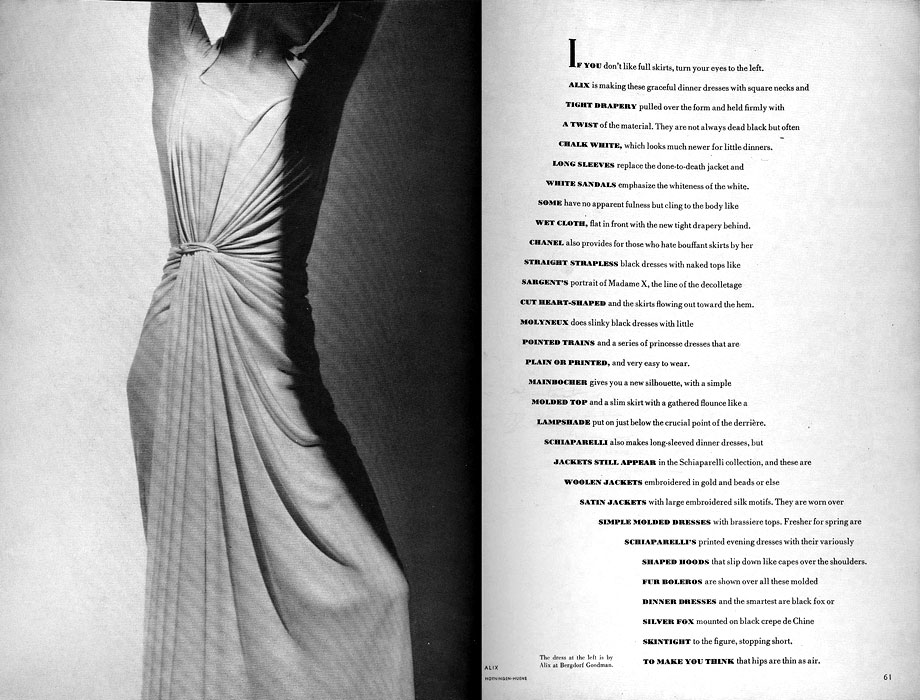 IF YOU don't like full skirts, turn your eyes to the left.
ALIX is making these graceful dinner dresses with square necks and
TIGHT DRAPERY pulled over the form and held firmly with
A TWIST of the material. They are not always dead black but often
CHALK WHITE, which looks much newer for little dinners.
LONG SLEEVES replace the done-to-death jacket and
WHITE SANDALS emphasize the whiteness of the white.
SOME have no apparent fulness but cling to the body like
WET CLOTH, flat in front with the new tight drapery behind.
CHANEL also provides for those who hate bouffant skirts by her
STRAIGHT STRAPLESS black dresses with naked tops like
SARGENT'S portrait of Madame X, the line of the decolletage
CUT HEART-SHAPED and the skirts flowing out toward the hem.
MOLYNEUX does slinky black dresses with little
POINTED TRAINS and a series of princesse dresses that are
PLAIN OR PRINTED, and very easy to wear.
MAINBOCHER gives you a new silhouette, with a simple
MOLDED TOP and a slim skirt with a gathered flounce like a
LAMPSHADE put on just below the crucial point of the derrière.
SCHIAPARELLI also makes long-sleeved dinner dresses, but
JACKETS STILL APPEAR in the Schiaparelli collection, and these are
WOOLEN JACKETS embroidered in gold and beads or else
SATIN JACKETS with large embroidered silk motifs. They are worn over
SIMPLE MOLDED DRESSES with brassiere tops. Fresher for spring are
SCHIAPARELLI'S printed evening dresses with their variously
SHAPED HOODS that slip down like capes over the shoulders.
FUR BOLEROS are shown over all these molded
DINNER DRESSES and the smartest are black fox or
SILVER FOX mounted on black crepe de Chine
SKINTIGHT to the figure, stopping short.
TO MAKE YOU THINK that hips are thin as air.
The dress at the left is by
Alix at Bergdorf Goodman.
ALIX
HOYNINGEN-HUENE
61